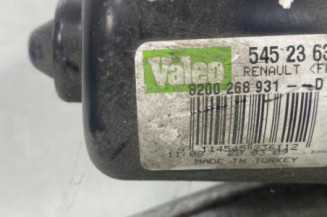 Valeo
545 23 63
RENAULT <F
8200 268 931 -- D
MADE IN TURKEY